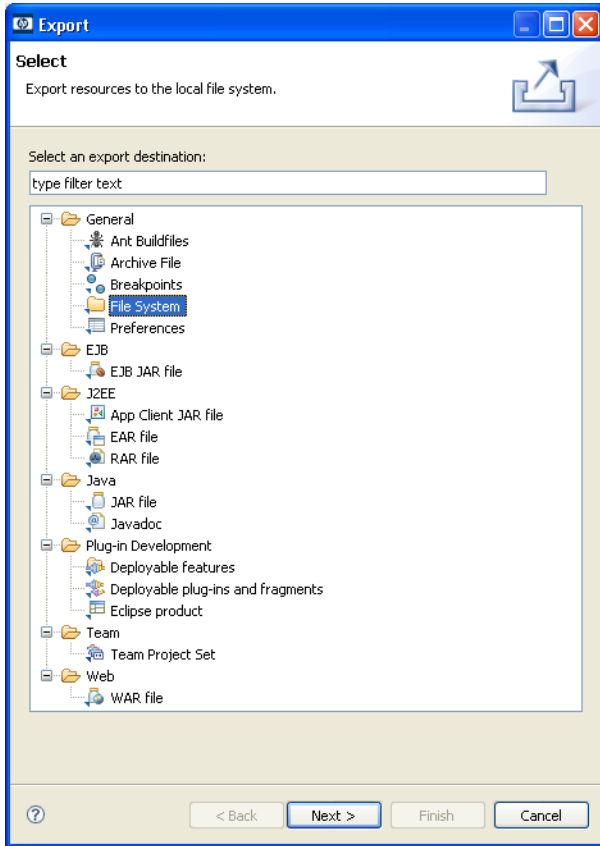 Export
Select
Export resources to the local file system.
Select an export destination:
type filter text
General
Ant Buildfiles
Archive File
Breakpoints
File System
Preferences
EJB
EJB JAR file
J2EE
App Client JAR file
EAR file
RAR file
Java
JAR file
Javadoc
Plug-in Development
Deployable features
Deployable plug-ins and fragments
Eclipse product
Team
Team Project Set
Web
WAR file
< Back Next > Finish Cancel